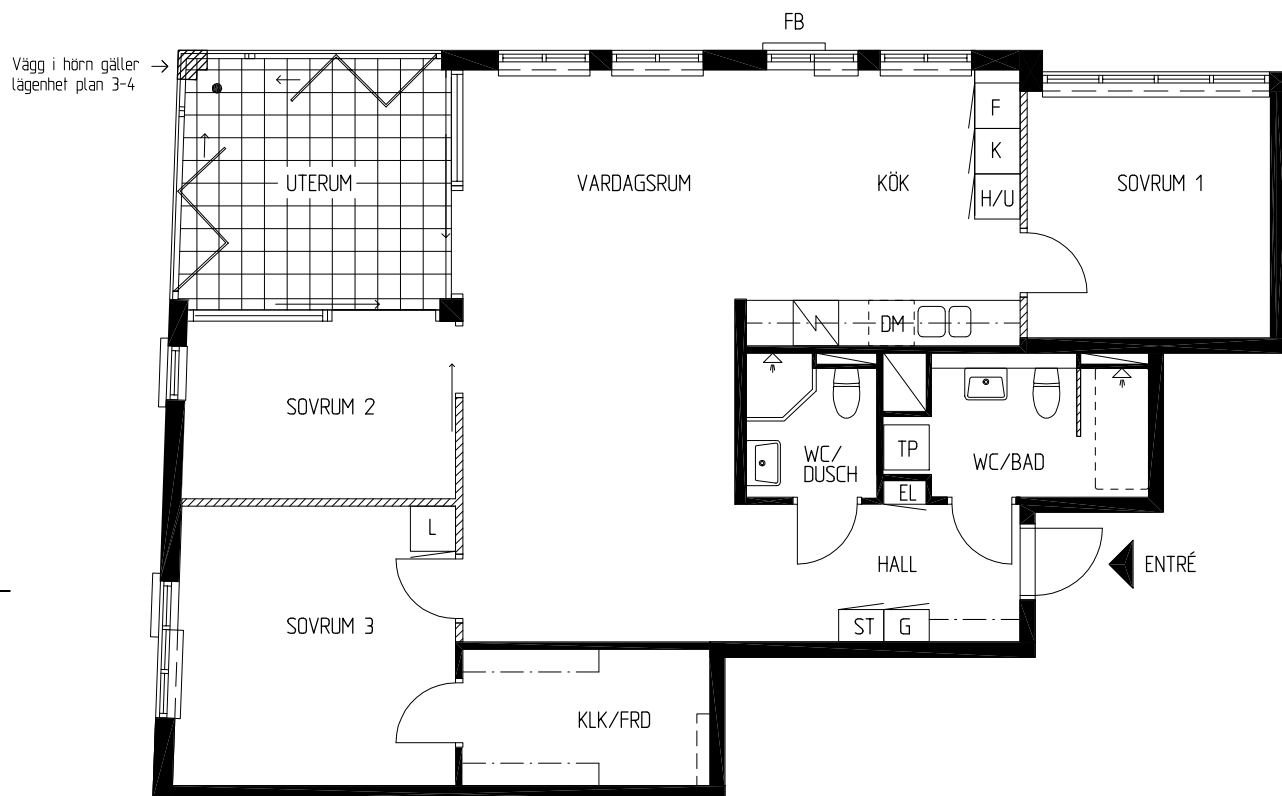 FB
Vägg i hörn gäller
lägenhet plan 3-4
F
K
H/U
UTERUM
VARDAGSRUM
KÖK
SOVRUM 1
DM
SOVRUM 2
WC/
DUSCH
TP
WC/BAD
EL
L
HALL
ENTRÉ
SOVRUM 3
ST
G
KLK/FRD